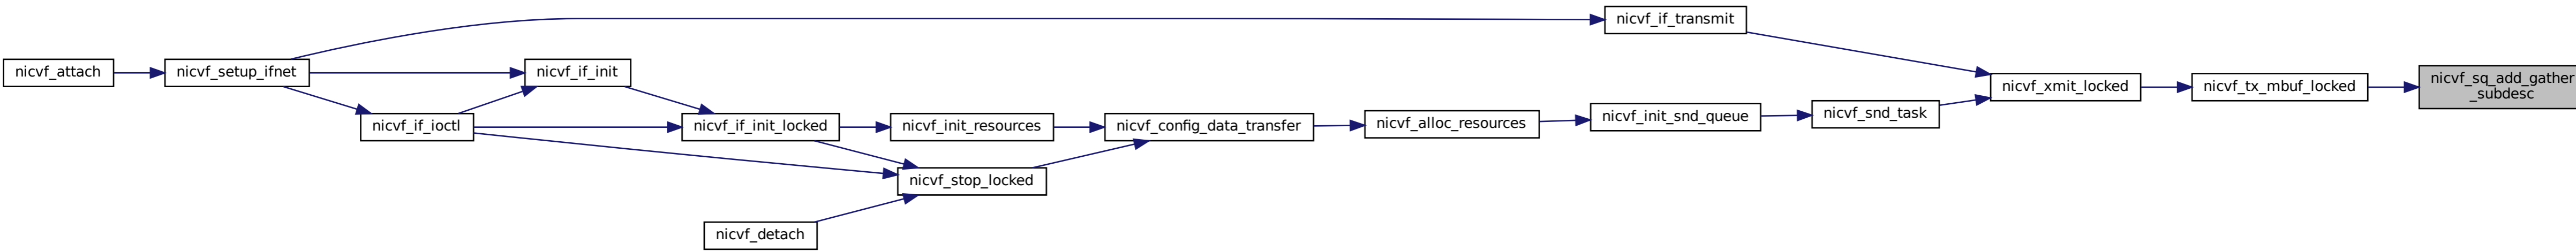 nicvf_attach
nicvf_setup_ifnet
nicvf_if_transmit
nicvf_if_init
nicvf_if_ioctl
nicvf_if_init_locked
nicvf_init_resources
nicvf_stop_locked
nicvf_detach
nicvf_config_data_transfer
nicvf_alloc_resources
nicvf_init_snd_queue
nicvf_snd_task
nicvf_xmit_locked
nicvf_tx_mbuf_locked
nicvf_sq_add_gather
_subdesc